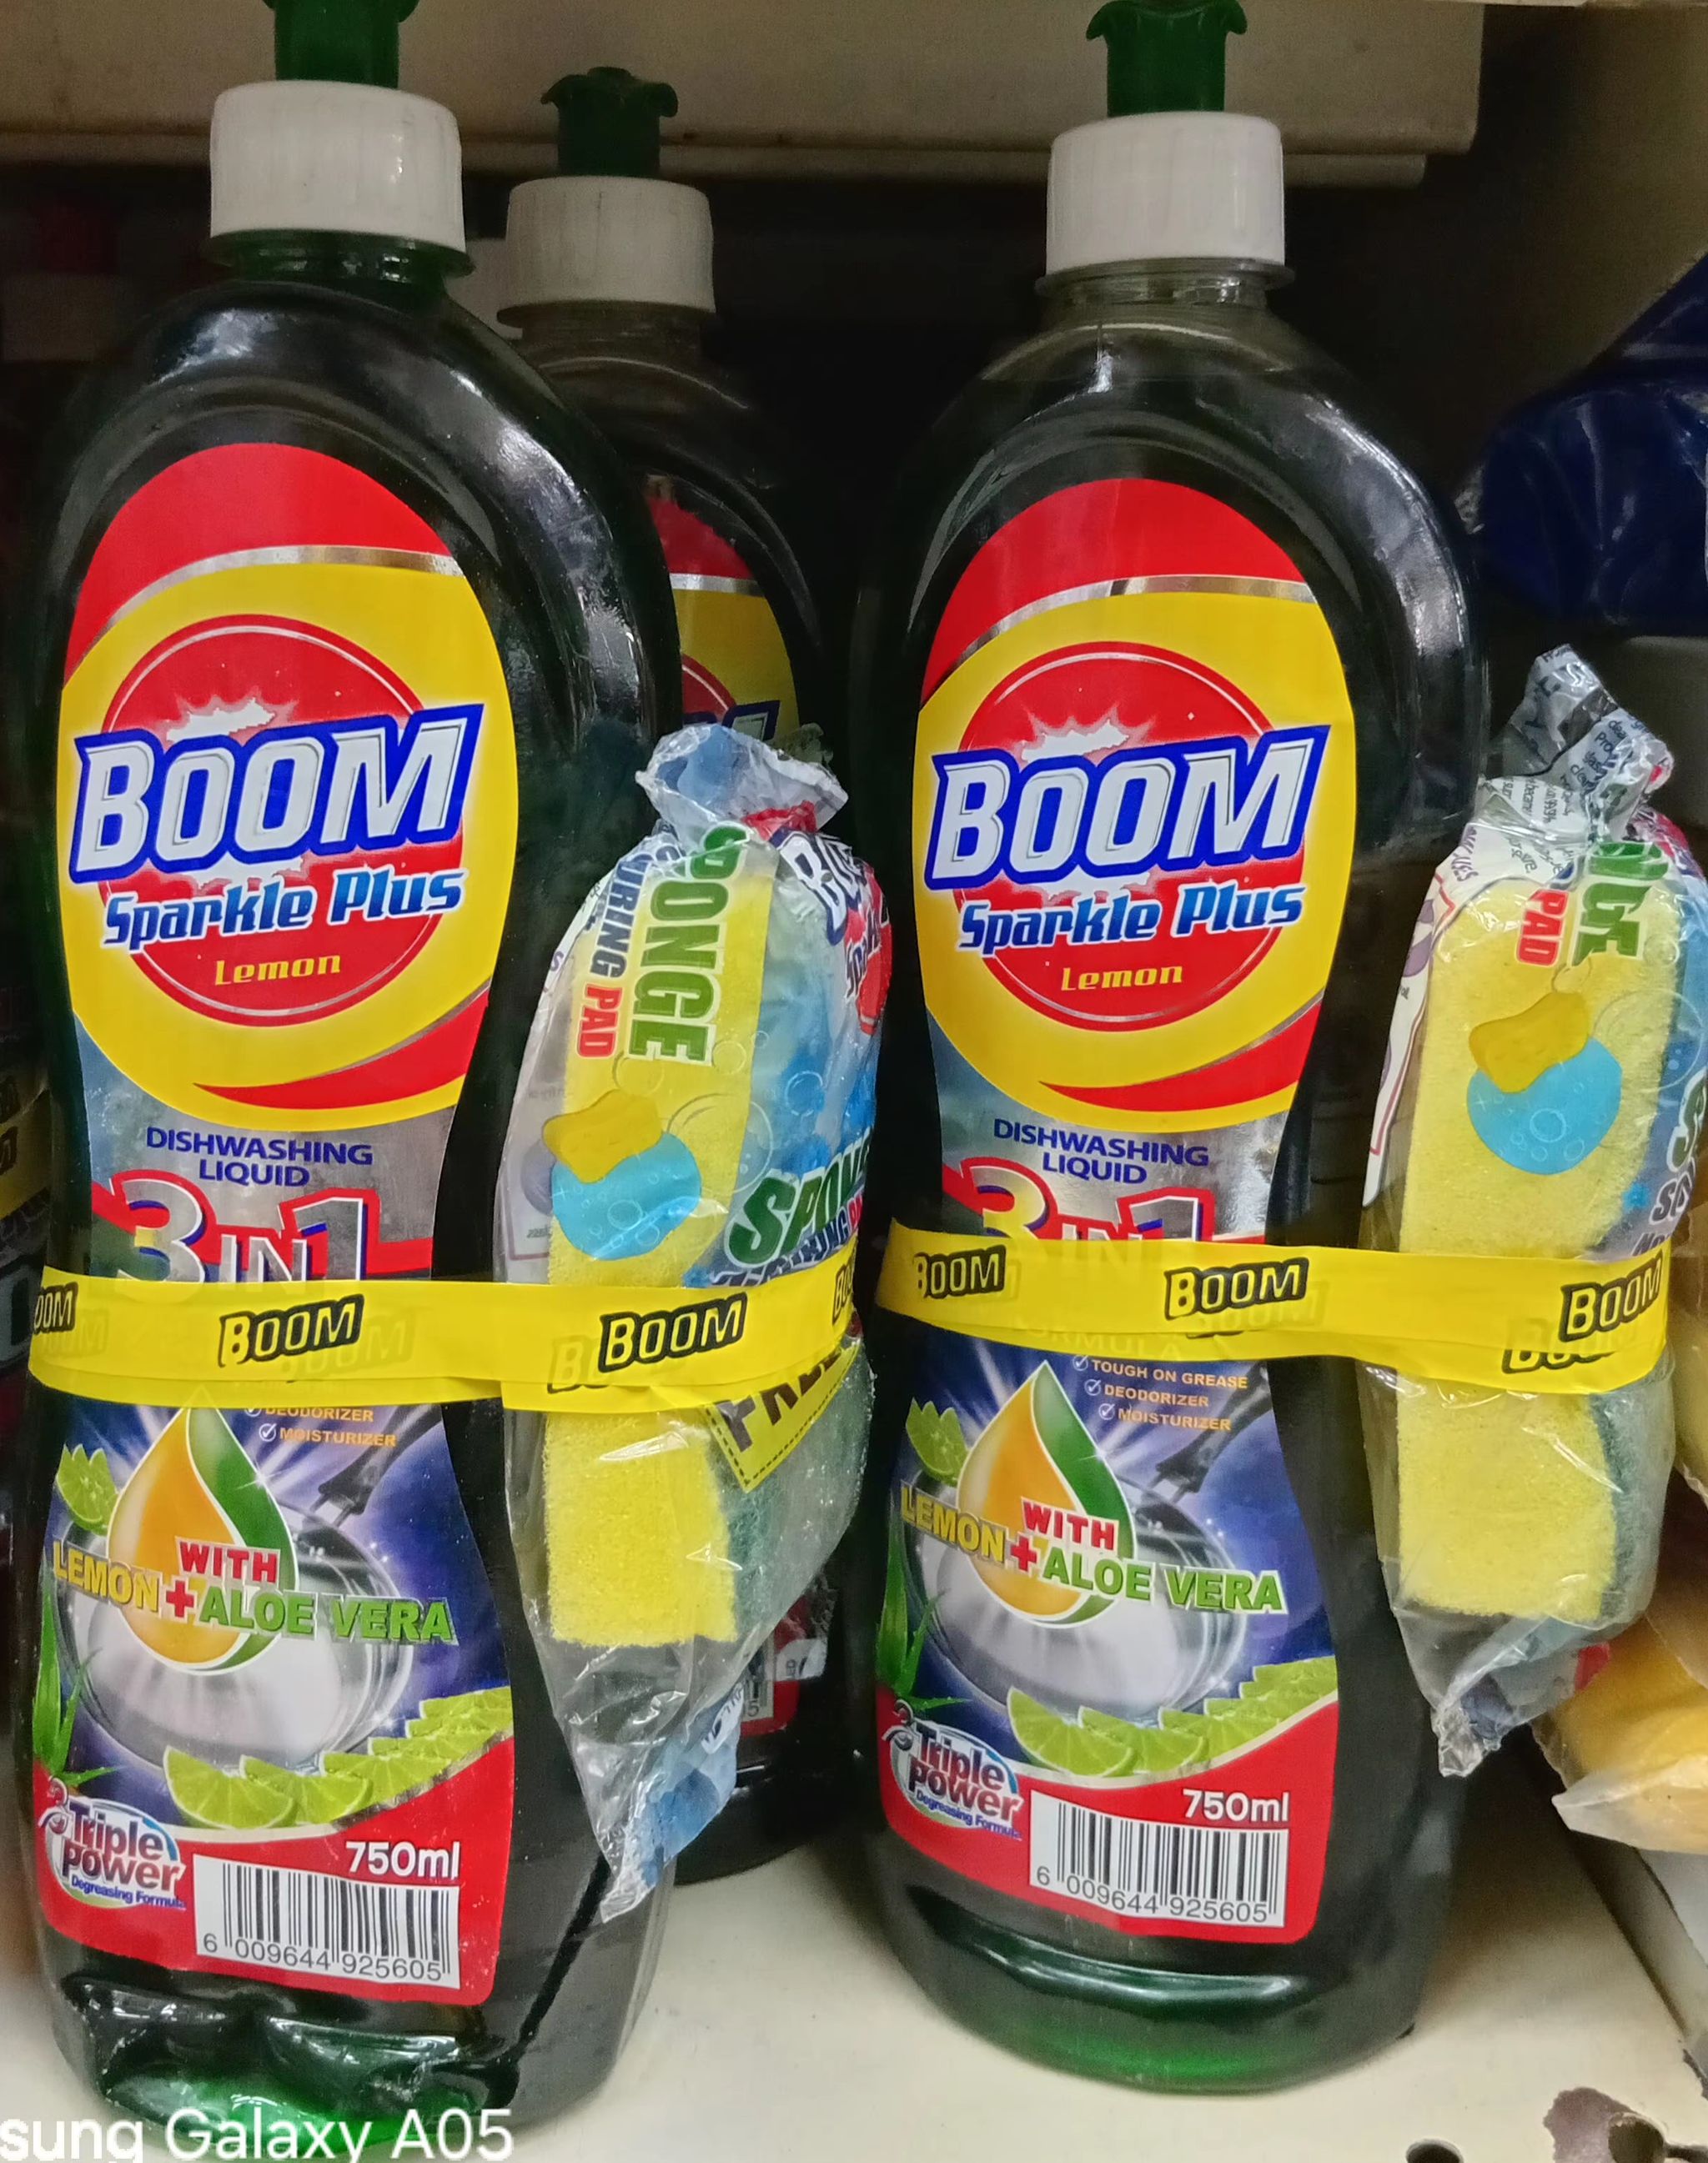 BOOM
Sparkle Plus
Lemon
DISHWASHING
LIQUID
3 IN 1
BOOM
BOOM
DEODORIZER
MOISTURIZER
WITH
LEMON + ALOE VERA
Triple
Power
Degreasing Formula
750ml
6 009644 925605
SPONGE
PAD
BOOM
BOOM
Sparkle Plus
Lemon
DISHWASHING
LIQUID
3 IN 1
BOOM
BOOM
BOOM
TOUGH ON GREASE
DEODORIZER
MOISTURIZER
WITH
LEMON + ALOE VERA
Triple
Power
Degreasing Formula
750ml
6 009644 925605
PAD
sung Galaxy A05